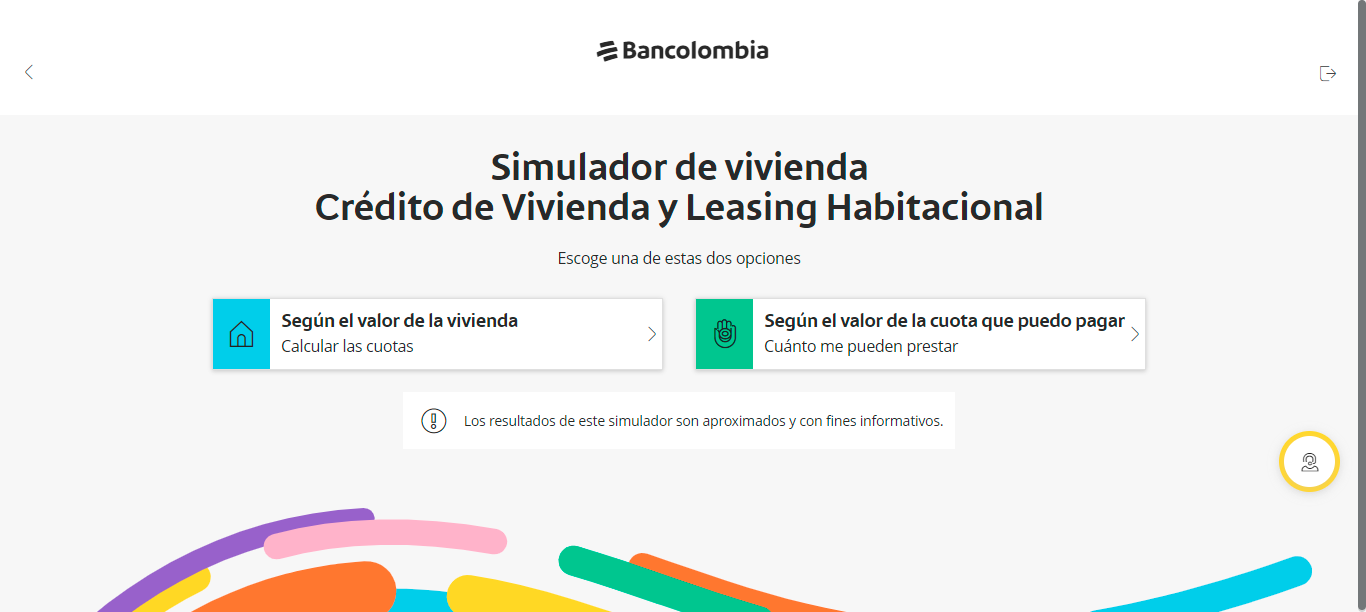 Bancolombia
Simulador de vivienda
Crédito de Vivienda y Leasing Habitacional
Escoge una de estas dos opciones
Según el valor de la vivienda
Calcular las cuotas
Según el valor de la cuota que puedo pagar
Cuánto me pueden prestar
Los resultados de este simulador son aproximados y con fines informativos.